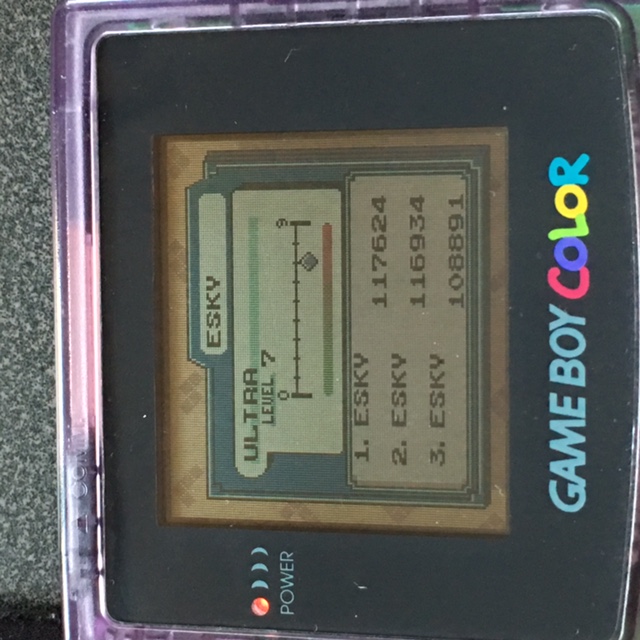 ESKY
ULTRA
LEVEL 7
0 9
1. ESKY 117624
2. ESKY 116934
3. ESKY 108891
POWER
GAME BOY COLOR